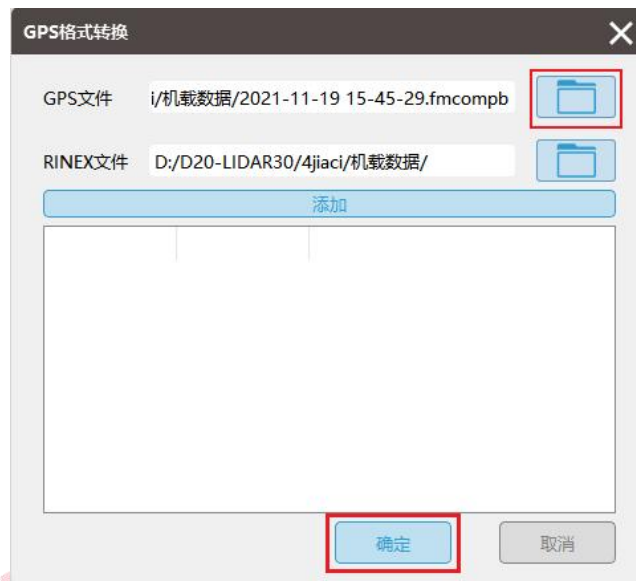 GPS格式转换
GPS文件 i/机载数据/2021-11-19 15-45-29.fmcompb
RINEX文件 D:/D20-LIDAR30/4jiaci/机载数据/
添加
确定 取消